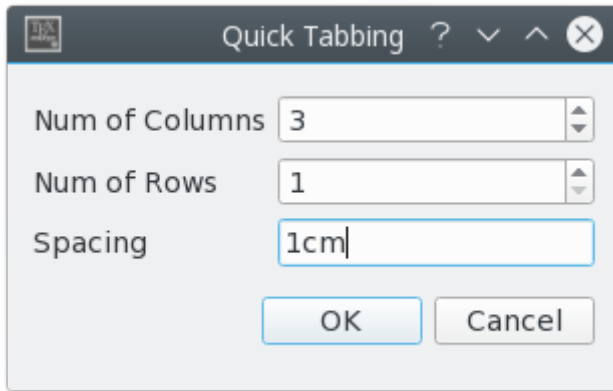 Quick Tabbing
Num of Columns 3
Num of Rows 1
Spacing 1cm
OK Cancel